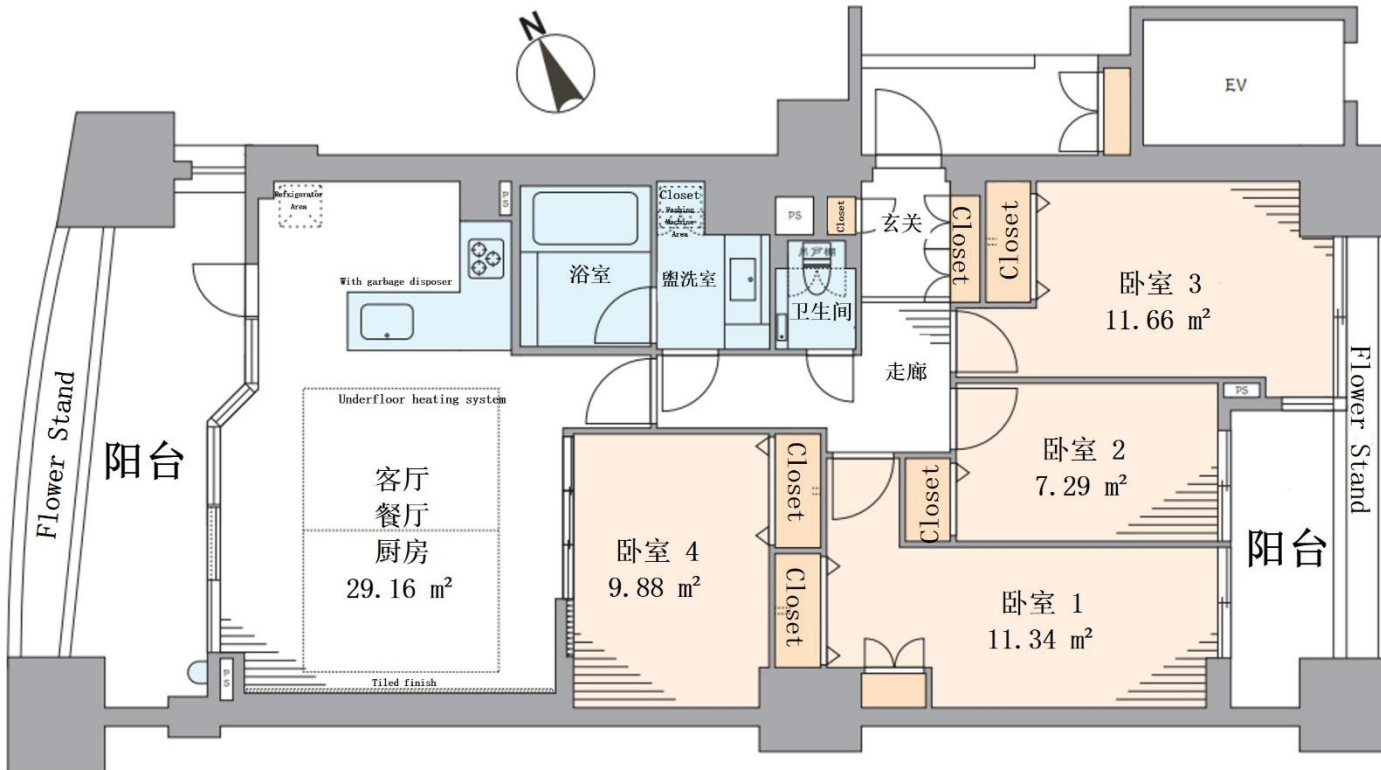 N
EV
Refrigerator
Area
PS
Closet
Washing
Machine
Area
PS
Closet
玄关
Closet
Closet
卧室 3
11.66 m²
With garbage disposer
浴室
盥洗室
吊戸棚
卫生间
走廊
PS
Underfloor heating system
Flower Stand
阳台
客厅
餐厅
厨房
29.16 m²
卧室 4
9.88 m²
Closet
Closet
Closet
卧室 2
7.29 m²
卧室 1
11.34 m²
阳台
Flower Stand
PS
Tiled finish